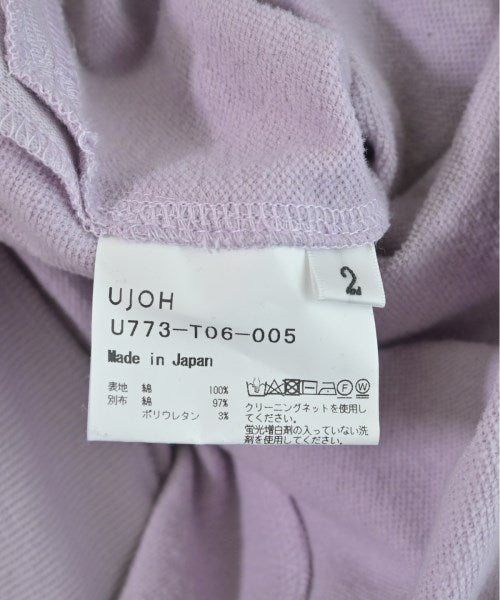 UJOH
U773-T06-005
2
Made in Japan
表地 綿 100%
別布 綿 97%
ポリウレタン 3%
クリーニングネットを使用し
てください。
蛍光増白剤の入っていない洗
剤を使用してください。